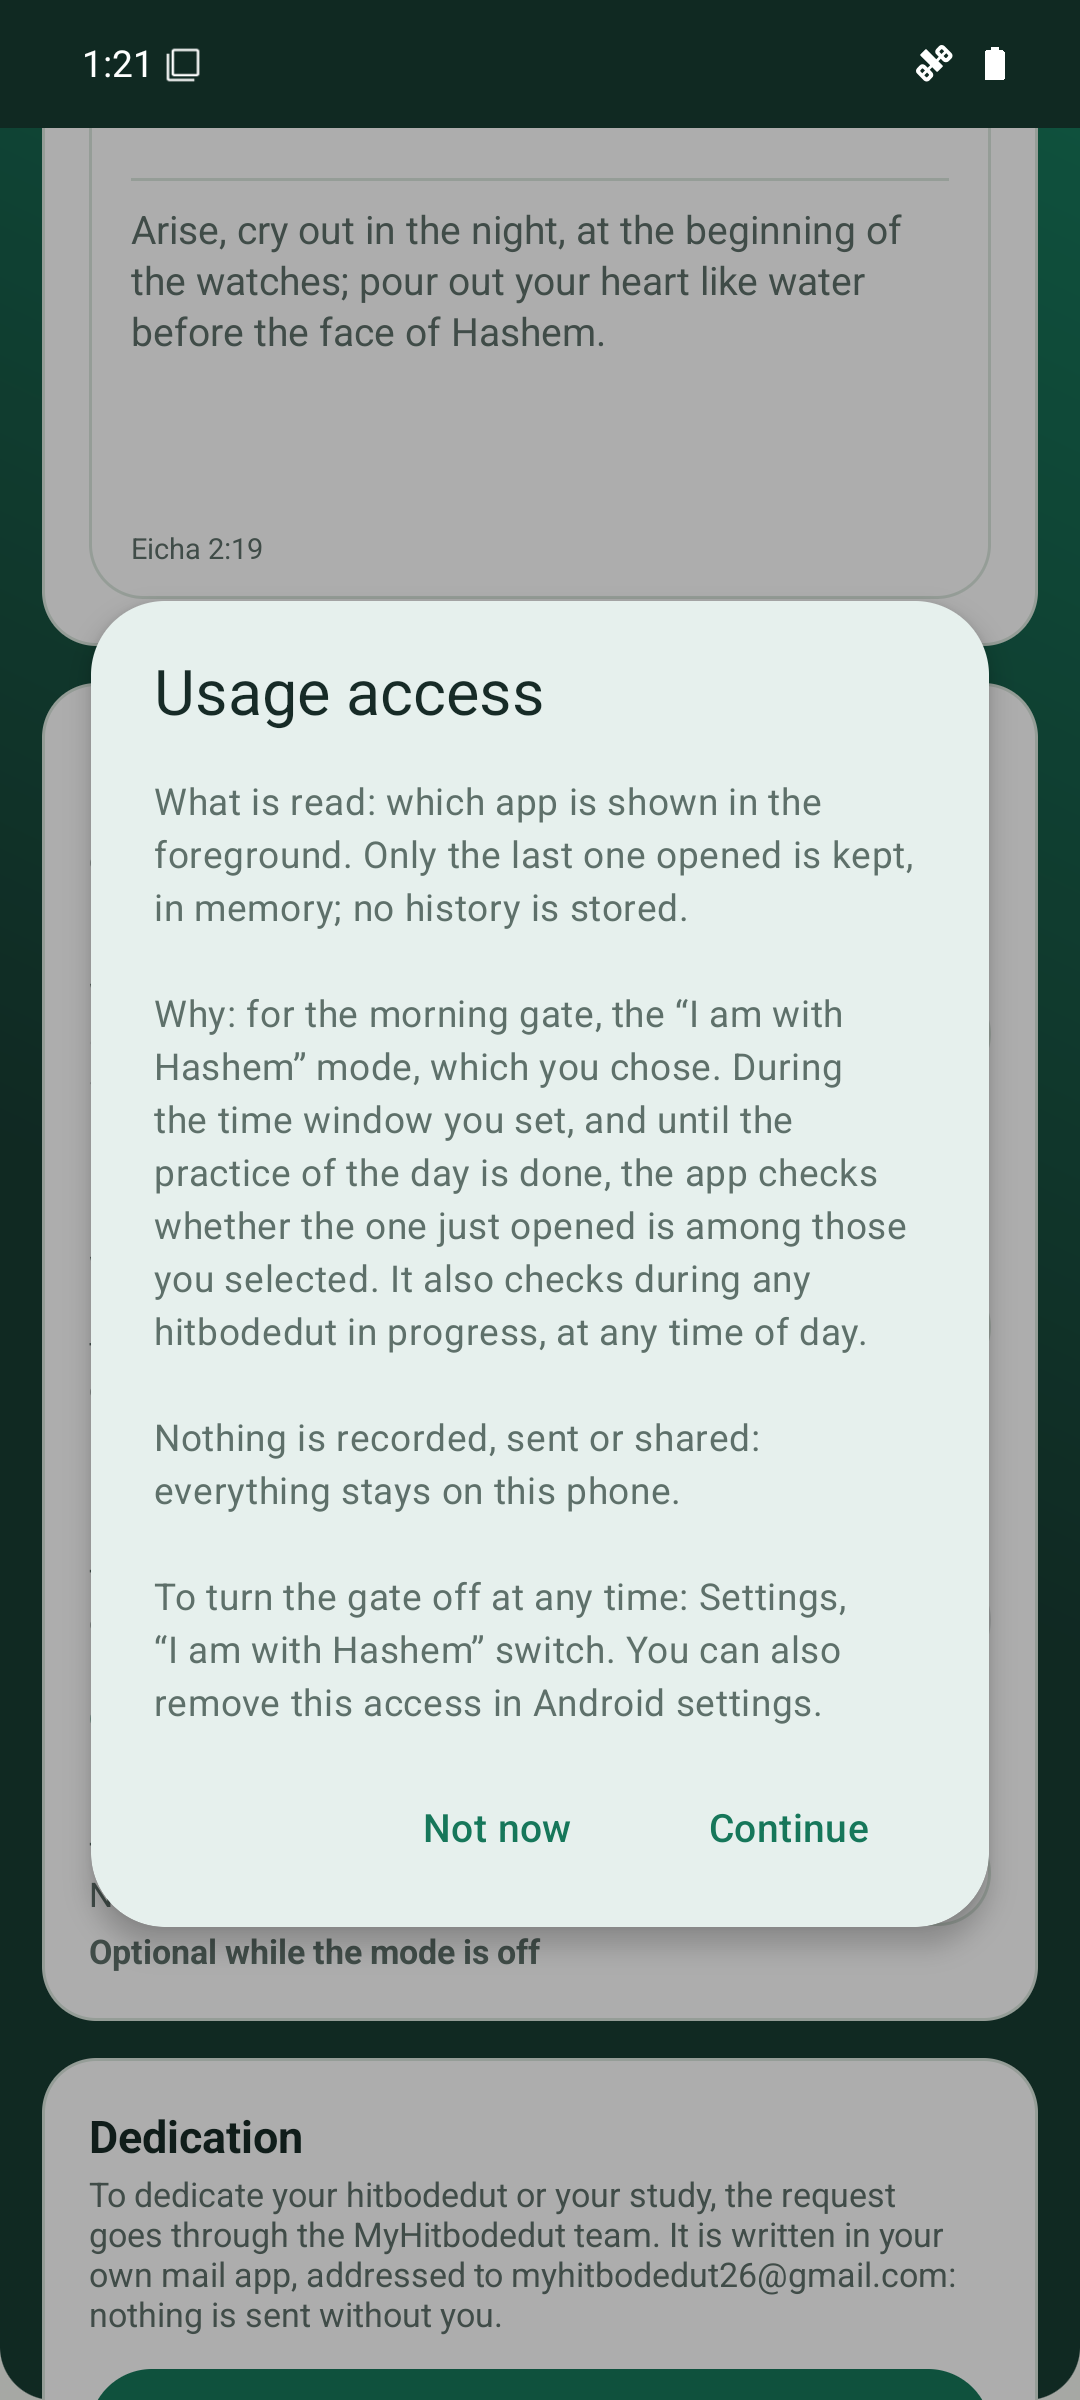 1:21
Arise, cry out in the night, at the beginning of
the watches; pour out your heart like water
before the face of Hashem.
Eicha 2:19
Usage access
What is read: which app is shown in the
foreground. Only the last one opened is kept,
in memory; no history is stored.
Why: for the morning gate, the “I am with
Hashem” mode, which you chose. During
the time window you set, and until the
practice of the day is done, the app checks
whether the one just opened is among those
you selected. It also checks during any
hitbodedut in progress, at any time of day.
Nothing is recorded, sent or shared:
everything stays on this phone.
To turn the gate off at any time: Settings,
“I am with Hashem” switch. You can also
remove this access in Android settings.
Not now Continue
Optional while the mode is off
Dedication
To dedicate your hitbodedut or your study, the request
goes through the MyHitbodedut team. It is written in your
own mail app, addressed to myhitbodedut26@gmail.com:
nothing is sent without you.